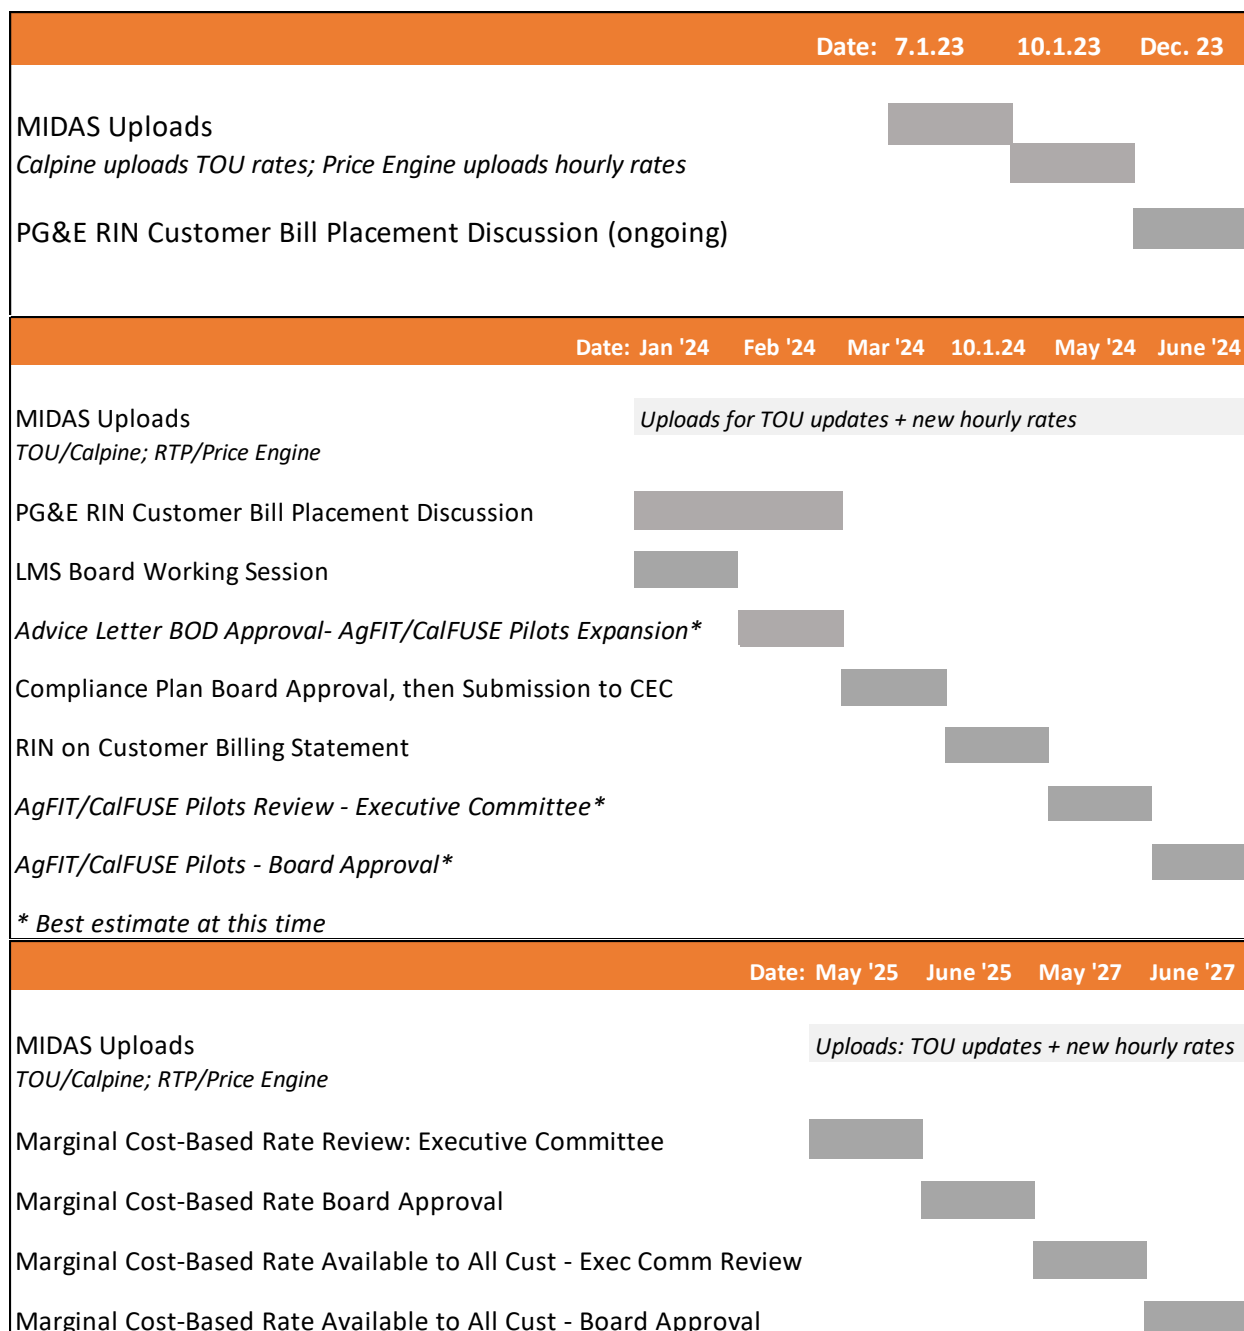 Date: 7.1.23 10.1.23 Dec. 23
MIDAS Uploads
Calpine uploads TOU rates; Price Engine uploads hourly rates
PG&E RIN Customer Bill Placement Discussion (ongoing)
Date: Jan '24 Feb '24 Mar '24 10.1.24 May '24 June '24
MIDAS Uploads Uploads for TOU updates + new hourly rates
TOU/Calpine; RTP/Price Engine
PG&E RIN Customer Bill Placement Discussion
LMS Board Working Session
Advice Letter BOD Approval- AgFIT/CalFUSE Pilots Expansion*
Compliance Plan Board Approval, then Submission to CEC
RIN on Customer Billing Statement
AgFIT/CalFUSE Pilots Review - Executive Committee*
AgFIT/CalFUSE Pilots - Board Approval*
* Best estimate at this time
Date: May '25 June '25 May '27 June '27
MIDAS Uploads Uploads: TOU updates + new hourly rates
TOU/Calpine; RTP/Price Engine
Marginal Cost-Based Rate Review: Executive Committee
Marginal Cost-Based Rate Board Approval
Marginal Cost-Based Rate Available to All Cust - Exec Comm Review
Marginal Cost-Based Rate Available to All Cust - Board Approval